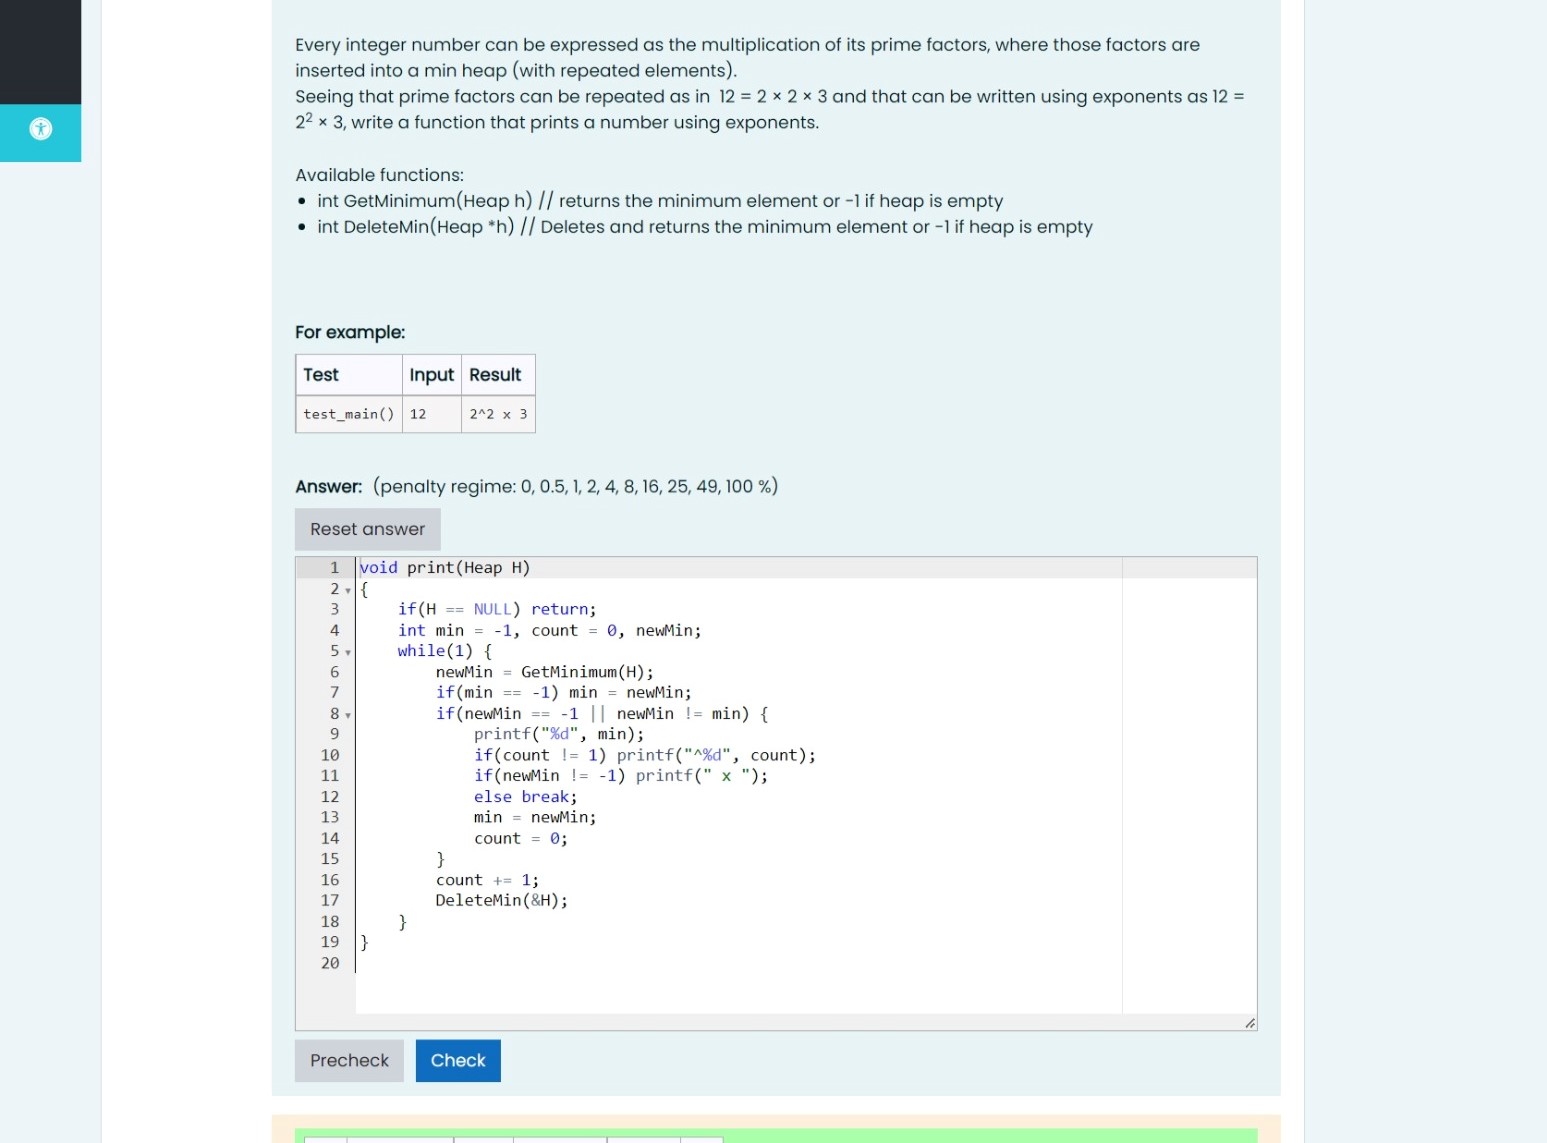 Every integer number can be expressed as the multiplication of its prime factors, where those factors are
inserted into a min heap (with repeated elements).
Seeing that prime factors can be repeated as in 12 = 2 × 2 × 3 and that can be written using exponents as 12 =
2² × 3, write a function that prints a number using exponents.
Available functions:
• int GetMinimum(Heap h) // returns the minimum element or -1 if heap is empty
• int DeleteMin(Heap *h) // Deletes and returns the minimum element or -1 if heap is empty
For example:
Test Input Result
test_main() 12 2^2 x 3
Answer: (penalty regime: 0, 0.5, 1, 2, 4, 8, 16, 25, 49, 100 %)
Reset answer
1 void print(Heap H)
2 {
3 if(H == NULL) return;
4 int min = -1, count = 0, newMin;
5 while(1) {
6 newMin = GetMinimum(H);
7 if(min == -1) min = newMin;
8 if(newMin == -1 || newMin != min) {
9 printf("%d", min);
10 if(count != 1) printf("^%d", count);
11 if(newMin != -1) printf(" x ");
12 else break;
13 min = newMin;
14 count = 0;
15 }
16 count += 1;
17 DeleteMin(&H);
18 }
19 }
20
Precheck Check